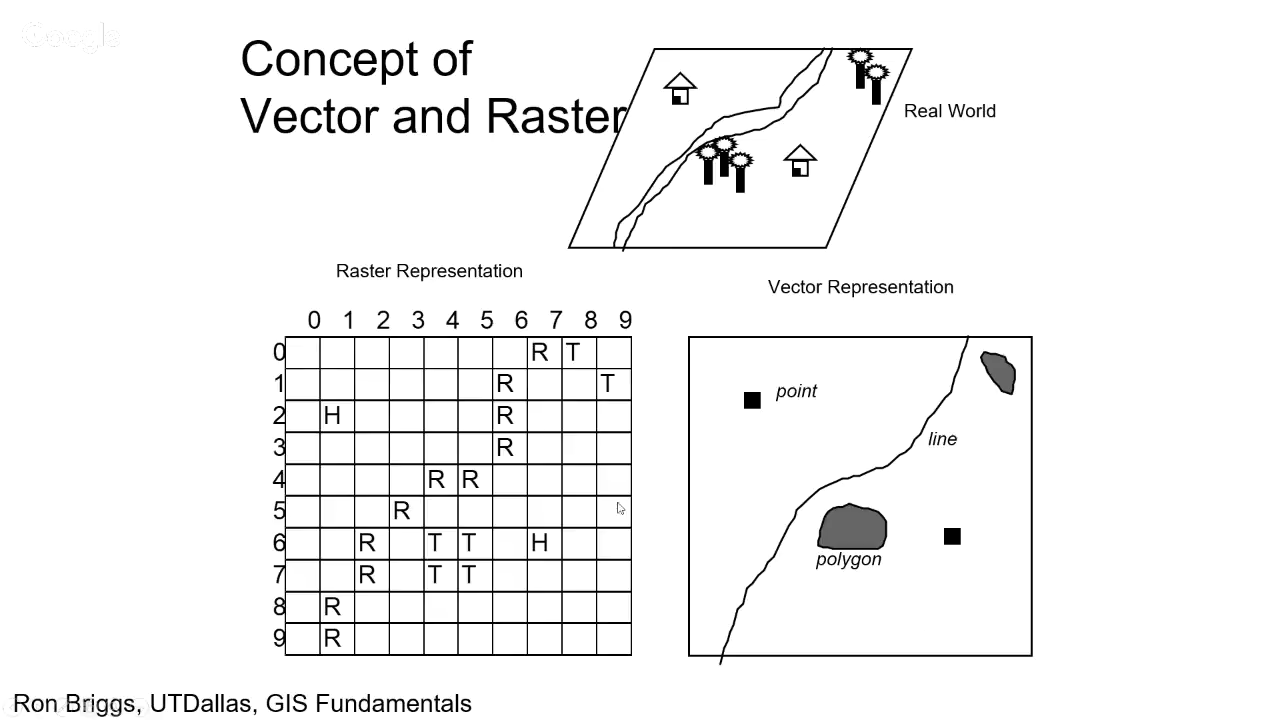 Google
Concept of
Vector and Raster
Real World
Raster Representation
Vector Representation
0 1 2 3 4 5 6 7 8 9
0 R T
1 R T
2 H R
3 R
4 R R
5 R
6 R T T H
7 R T T
8 R
9 R
point
line
polygon
Ron Briggs, UTDallas, GIS Fundamentals